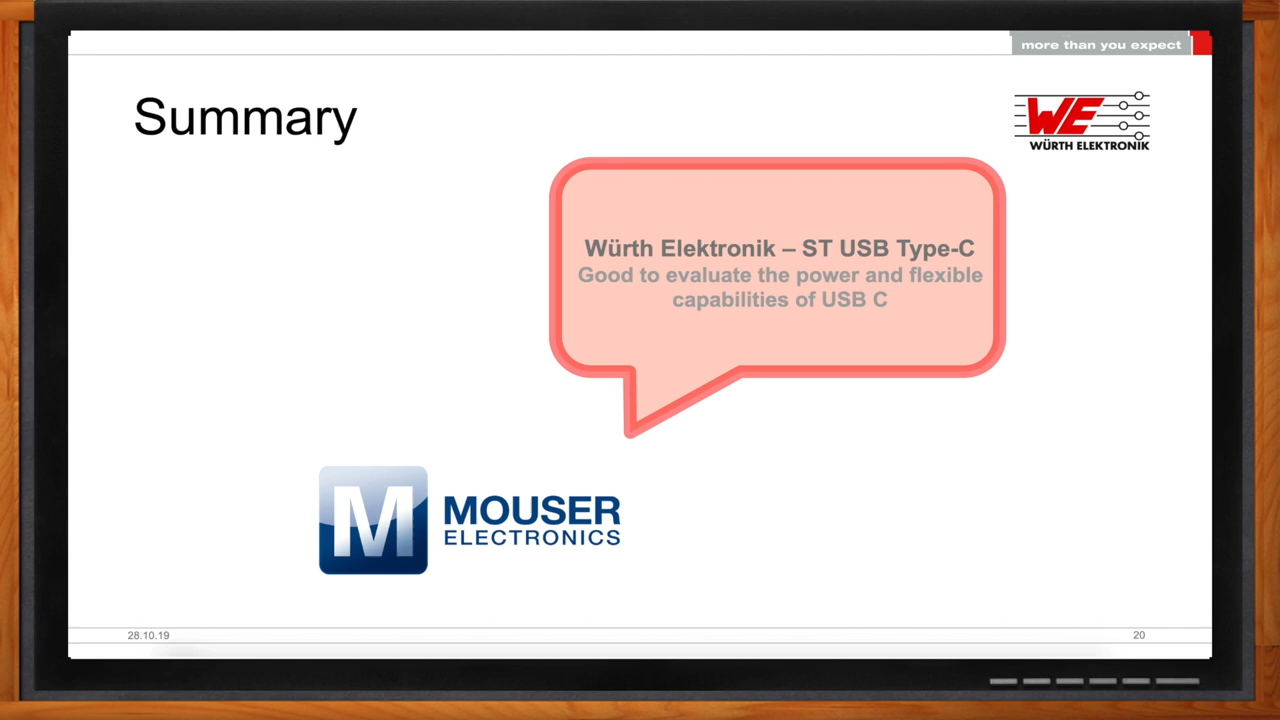 more than you expect
Summary
WE
WÜRTH ELEKTRONIK
Würth Elektronik – ST USB Type-C
Good to evaluate the power and flexible
capabilities of USB C
M
MOUSER
ELECTRONICS
28.10.19
20